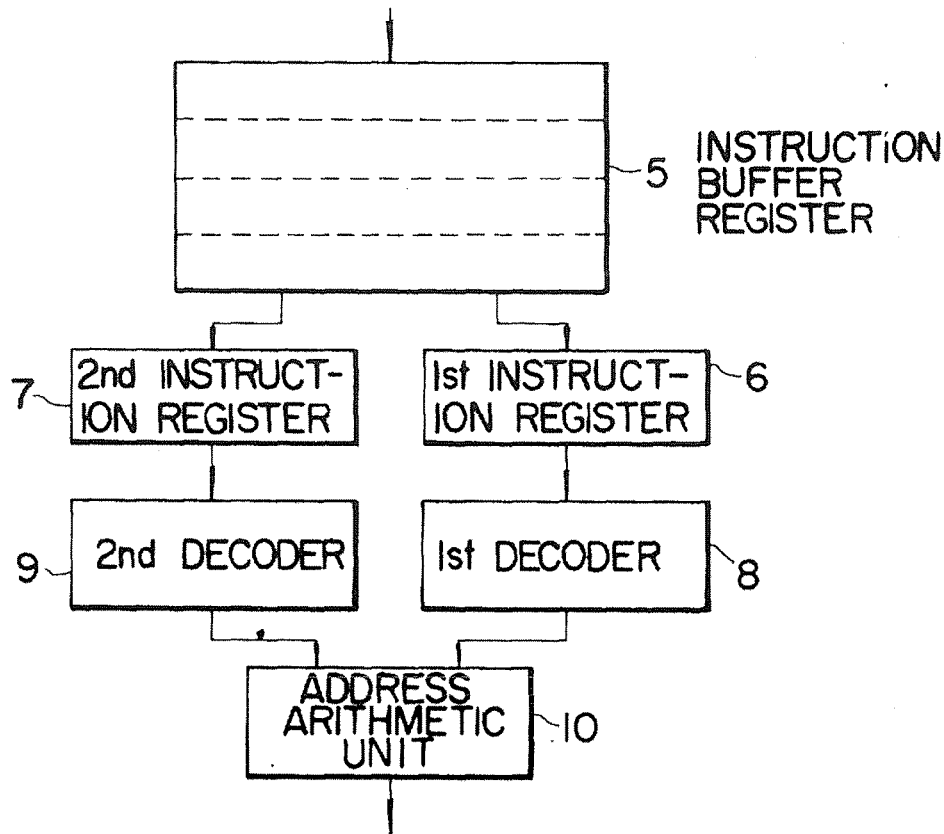 5 INSTRUCTION
BUFFER
REGISTER
7 2nd INSTRUCT-
ION REGISTER
1st INSTRUCT-
ION REGISTER 6
9 2nd DECODER
1st DECODER 8
ADDRESS
ARITHMETIC
UNIT 10